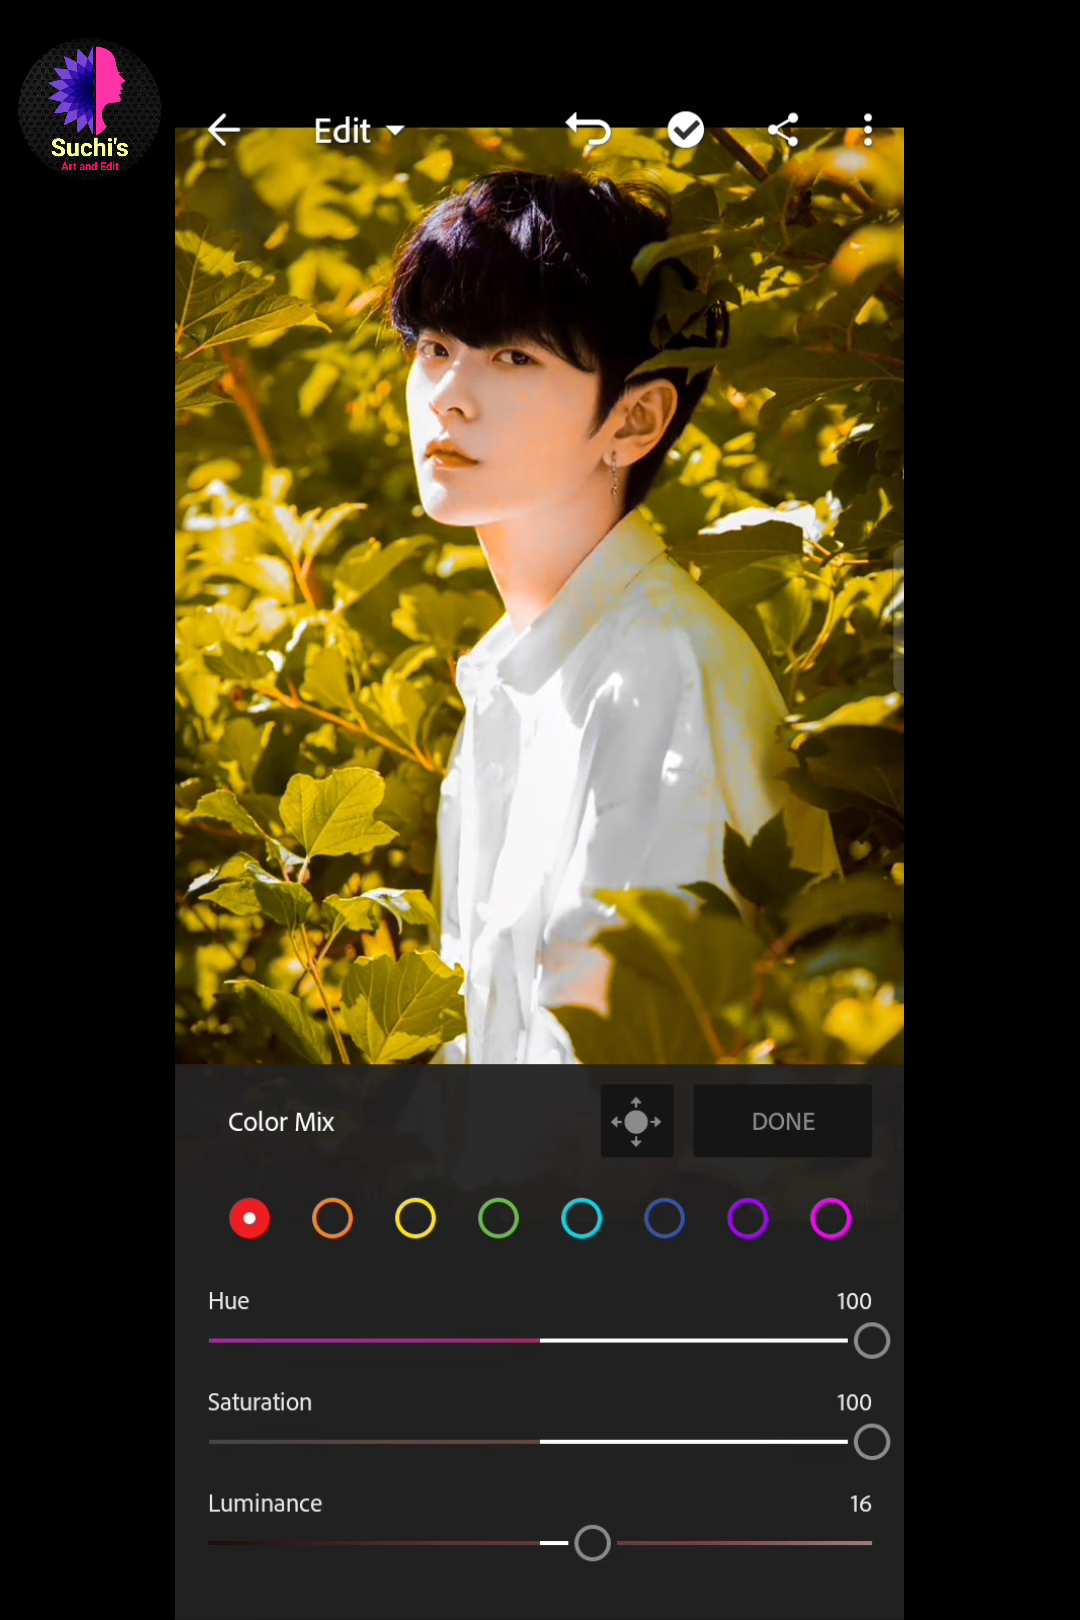 Suchi's
Art and Edit
Edit
Color Mix
DONE
Hue
100
Saturation
100
Luminance
16